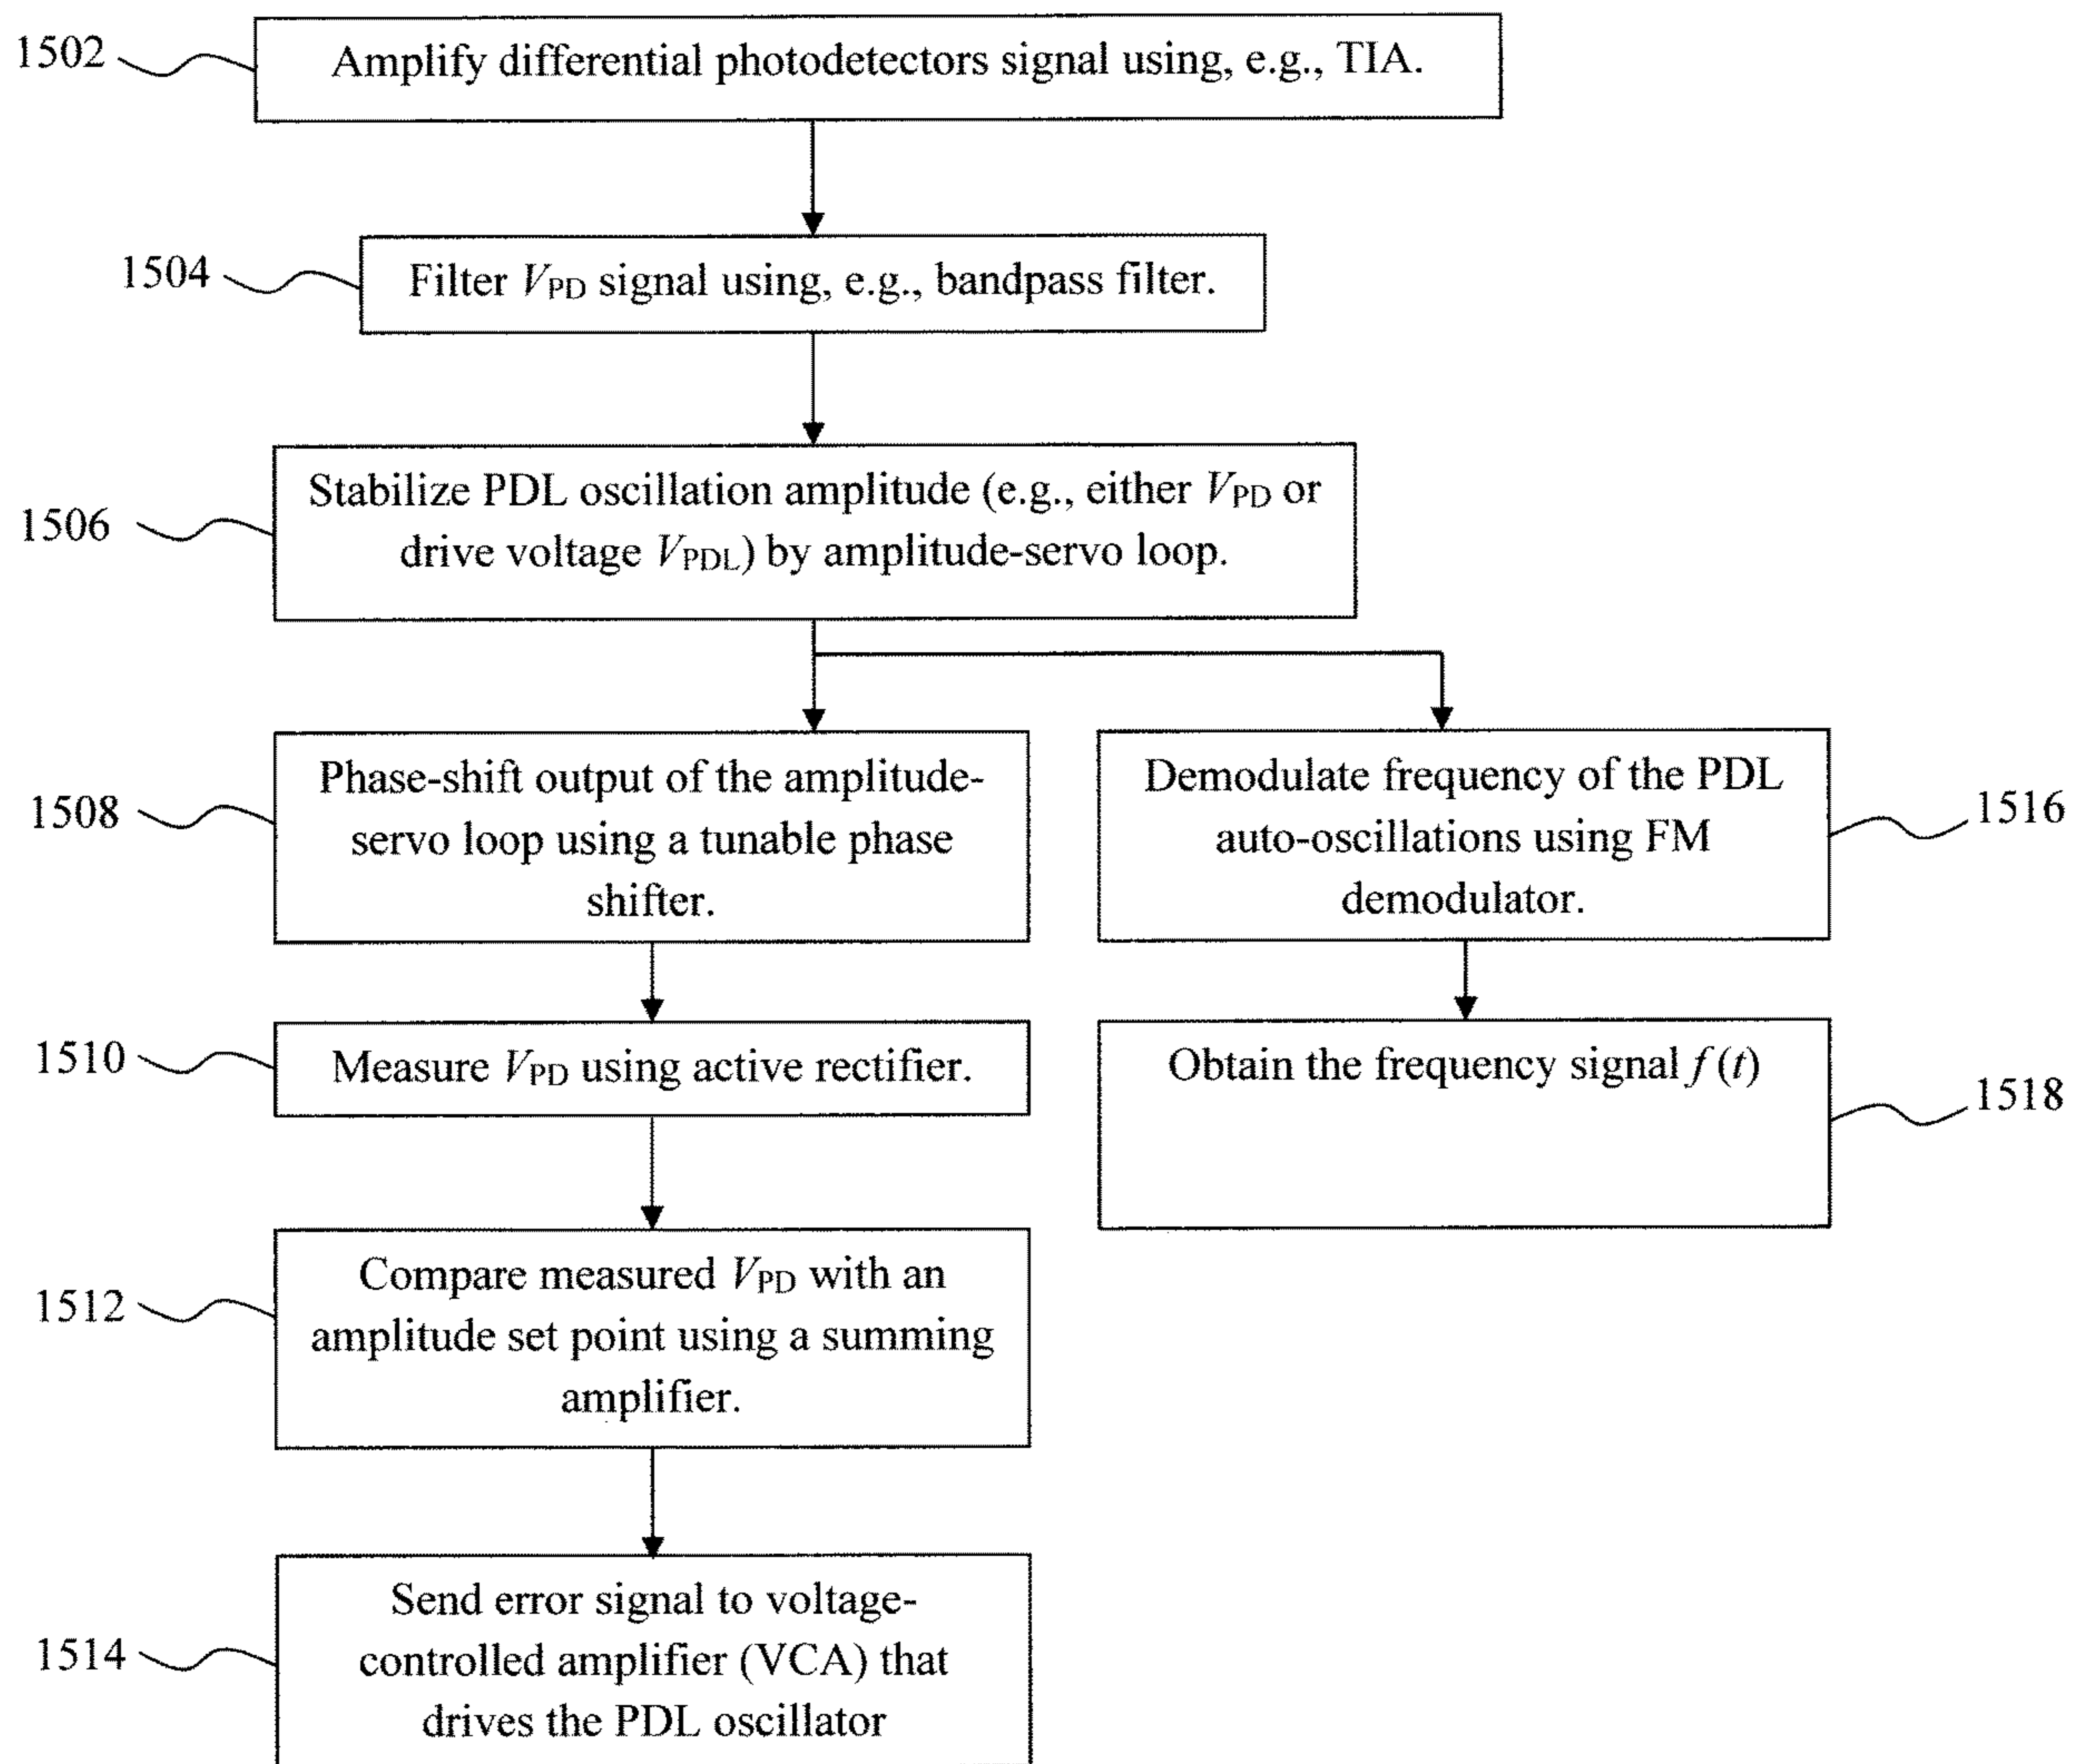 1502
Amplify differential photodetectors signal using, e.g., TIA.
1504
Filter VPD signal using, e.g., bandpass filter.
1506
Stabilize PDL oscillation amplitude (e.g., either VPD or
drive voltage VPDL) by amplitude-servo loop.
1508
Phase-shift output of the amplitude-
servo loop using a tunable phase
shifter.
Demodulate frequency of the PDL
auto-oscillations using FM
demodulator.
1516
1510
Measure VPD using active rectifier.
Obtain the frequency signal f (t)
1518
1512
Compare measured VPD with an
amplitude set point using a summing
amplifier.
1514
Send error signal to voltage-
controlled amplifier (VCA) that
drives the PDL oscillator